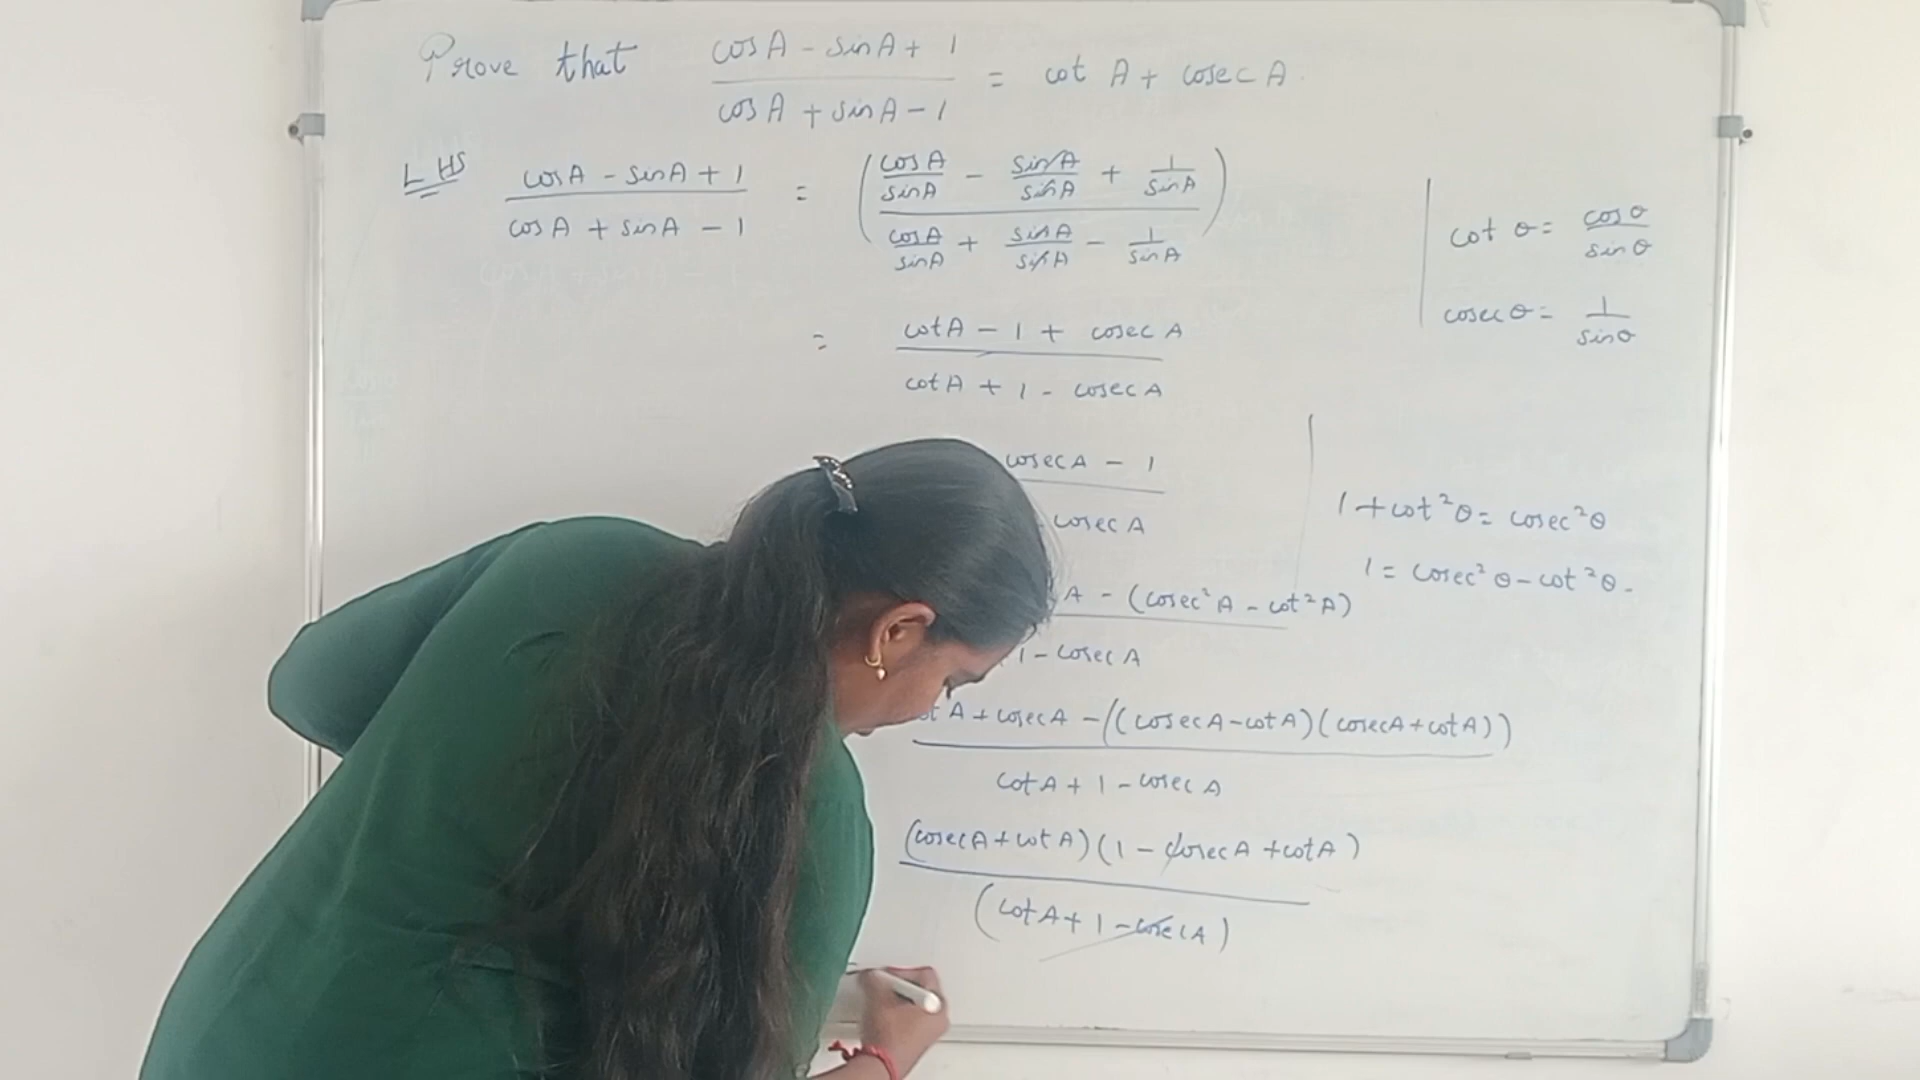 Prove that cosA - sinA + 1 / cosA + sinA - 1 = cot A + cosec A.
LHS cosA - sinA + 1 / cosA + sinA - 1 = (cosA/sinA - sinA/sinA + 1/sinA / cosA/sinA + sinA/sinA - 1/sinA)
= cotA - 1 + cosec A / cotA + 1 - cosec A
cosecA - 1
- cosec A
A - (cosec²A - cot²A)
1 - cosec A
A + cosecA - ((cosecA - cotA)(cosecA + cotA))
cotA + 1 - cosec A
(cosecA + cotA)(1 - cosecA + cotA)
(cotA + 1 - cosecA)
cot θ = cosθ / sinθ
cosec θ = 1 / sinθ
1 + cot²θ = cosec²θ
1 = cosec²θ - cot²θ.